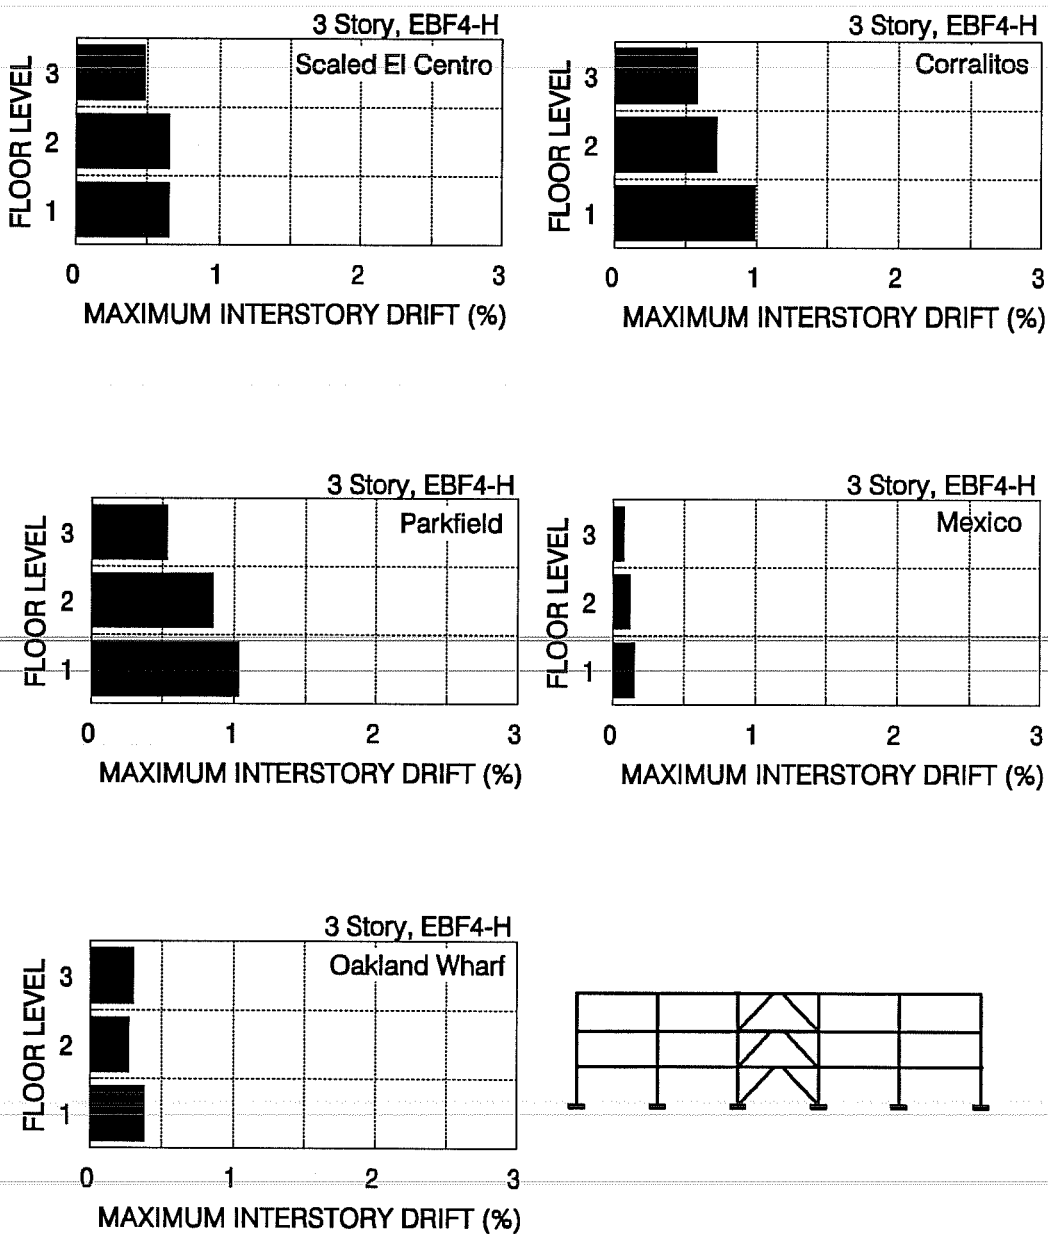 3 Story, EBF4-H
Scaled El Centro
FLOOR LEVEL
3
2
1
0 1 2 3
MAXIMUM INTERSTORY DRIFT (%)
3 Story, EBF4-H
Corralitos
FLOOR LEVEL
3
2
1
0 1 2 3
MAXIMUM INTERSTORY DRIFT (%)
3 Story, EBF4-H
Parkfield
FLOOR LEVEL
3
2
1
0 1 2 3
MAXIMUM INTERSTORY DRIFT (%)
3 Story, EBF4-H
Mexico
FLOOR LEVEL
3
2
1
0 1 2 3
MAXIMUM INTERSTORY DRIFT (%)
3 Story, EBF4-H
Oakland Wharf
FLOOR LEVEL
3
2
1
0 1 2 3
MAXIMUM INTERSTORY DRIFT (%)